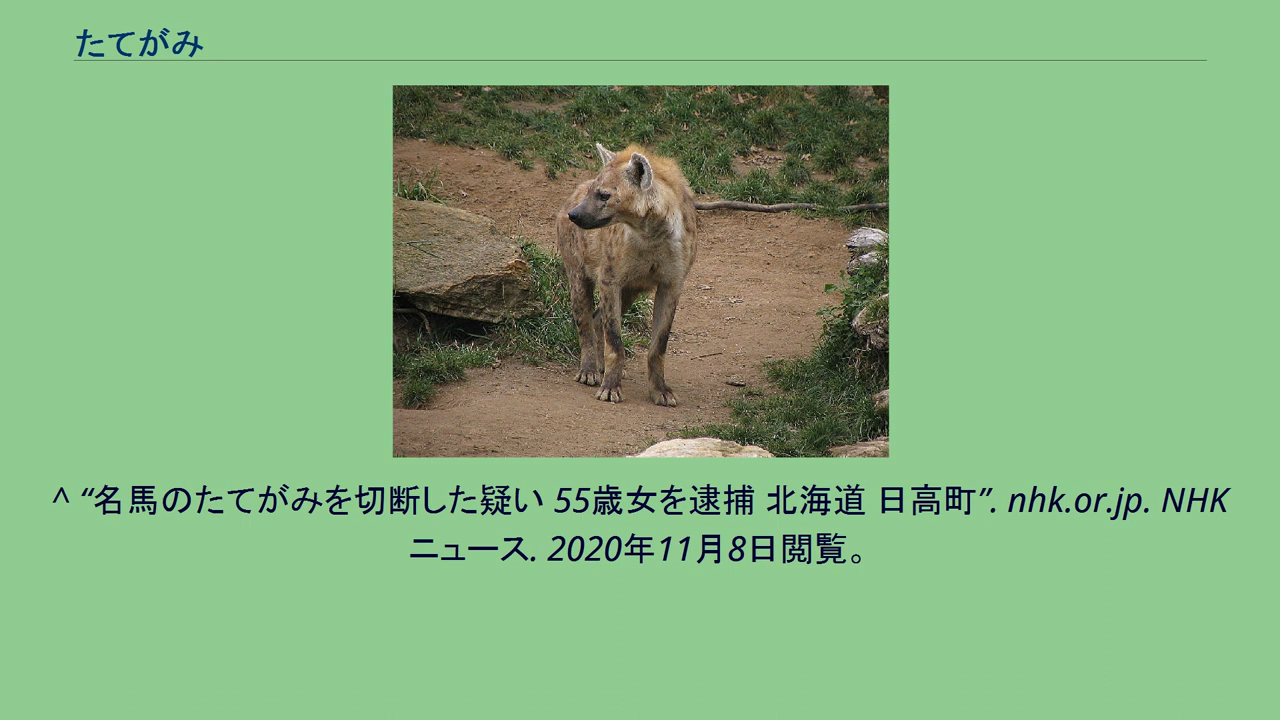 たてがみ
^ “名馬のたてがみを切断した疑い 55歳女を逮捕 北海道 日高町”. nhk.or.jp. NHK
ニュース. 2020年11月8日閲覧。